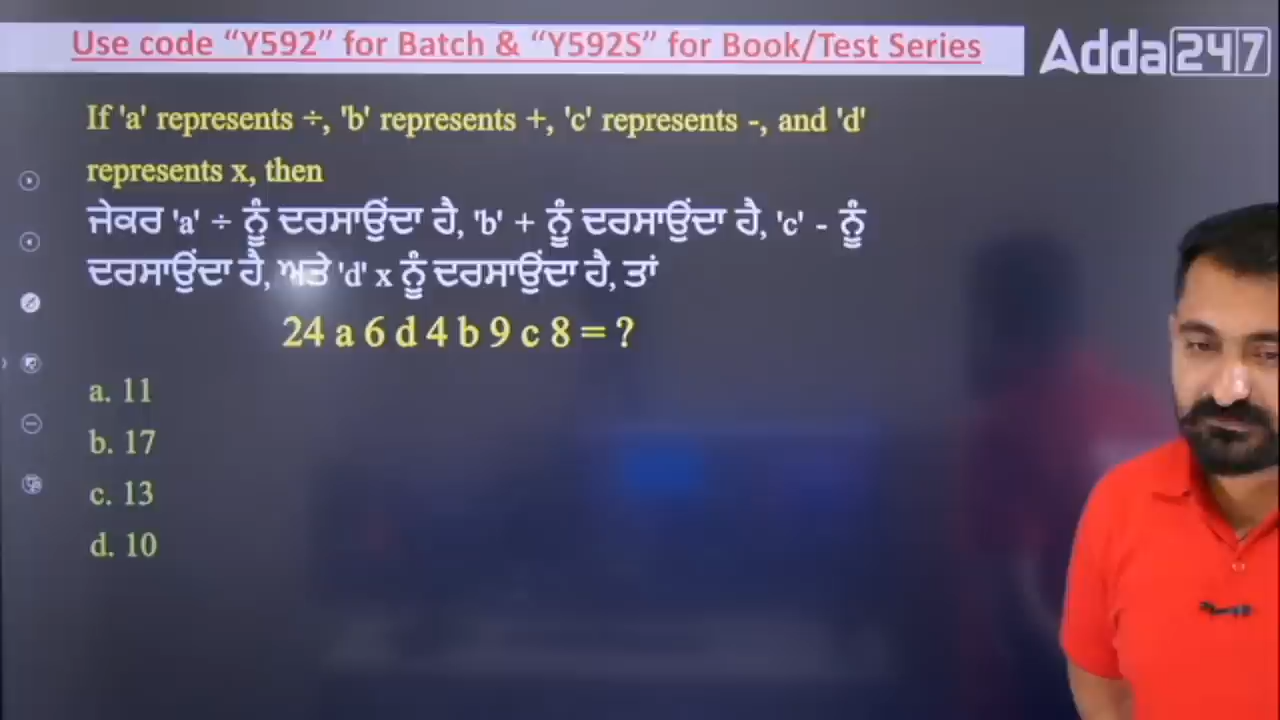 Use code “Y592” for Batch & “Y592S” for Book/Test Series
Adda247
If 'a' represents ÷, 'b' represents +, 'c' represents -, and 'd'
represents x, then
ਜੇਕਰ 'a' ÷ ਨੂੰ ਦਰਸਾਉਂਦਾ ਹੈ, 'b' + ਨੂੰ ਦਰਸਾਉਂਦਾ ਹੈ, 'c' - ਨੂੰ
ਦਰਸਾਉਂਦਾ ਹੈ, ਅਤੇ 'd' x ਨੂੰ ਦਰਸਾਉਂਦਾ ਹੈ, ਤਾਂ
24 a 6 d 4 b 9 c 8 = ?
a. 11
b. 17
c. 13
d. 10